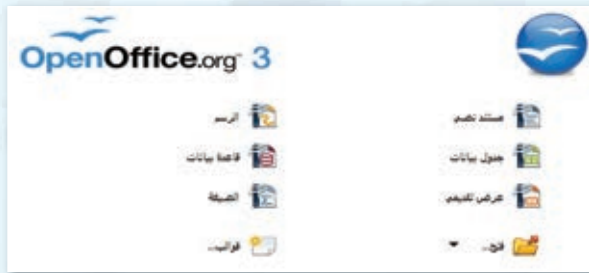 OpenOffice.org 3
مستند نصي
الرسم
جدول بيانات
قاعدة بيانات
عرض تقديمي
الصيغة
فتح...
قوالب...